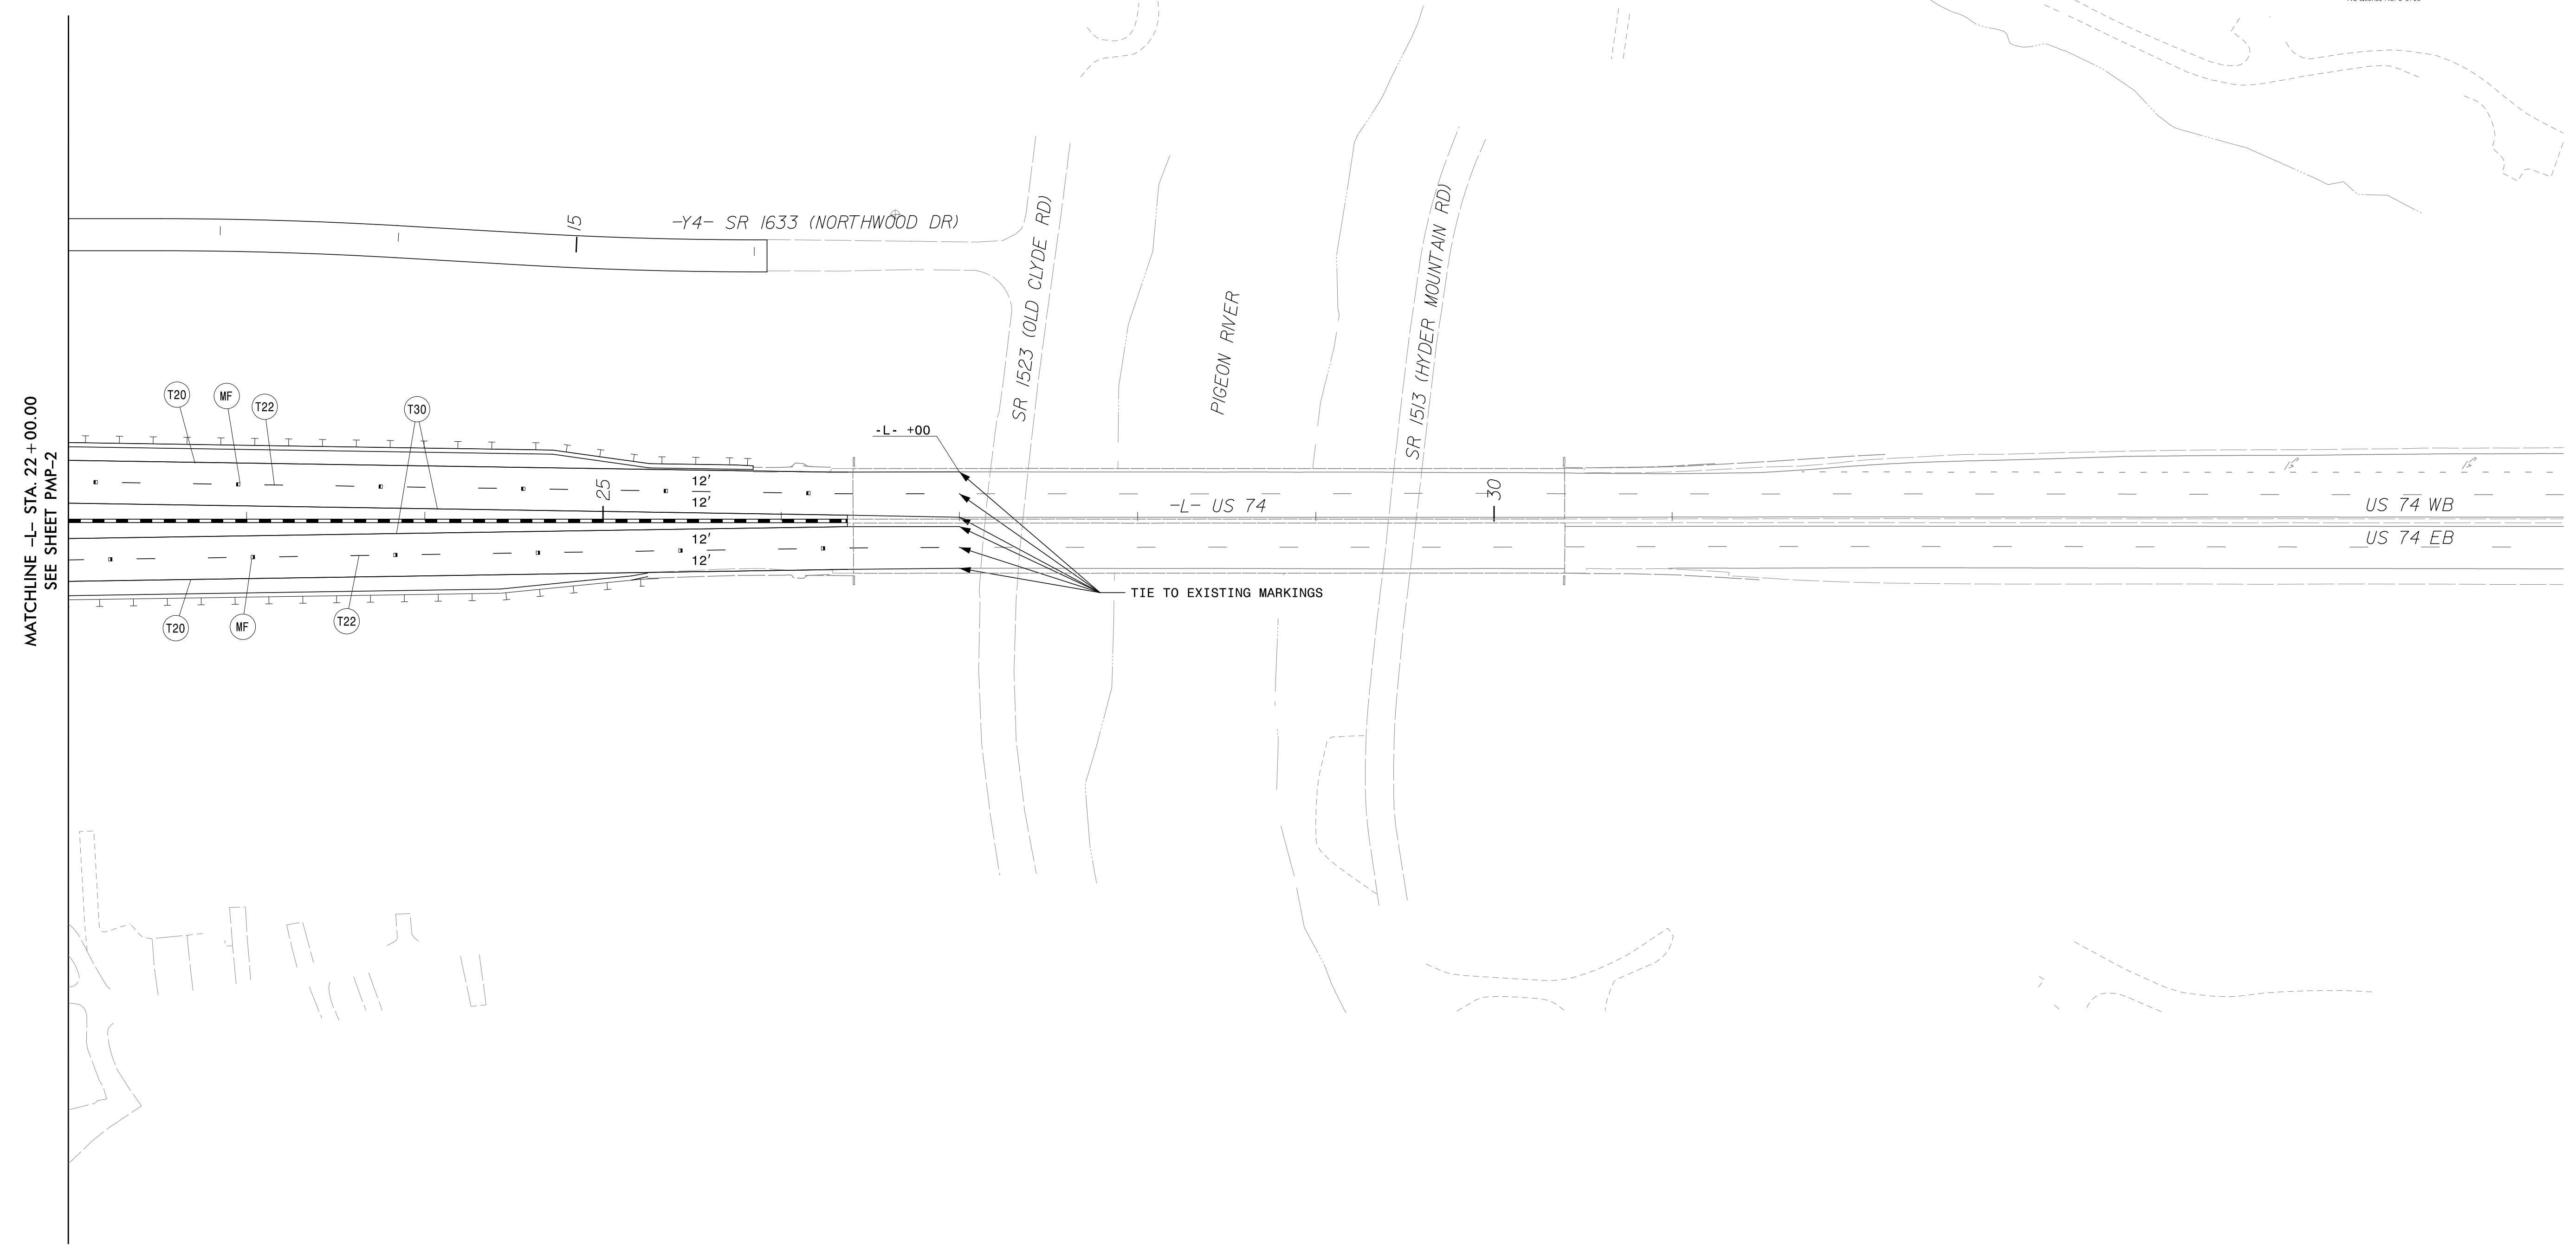 15
-Y4- SR 1633 (NORTHWOOD DR)
SR 1523 (OLD CLYDE RD)
PIGEON RIVER
SR 1513 (HYDER MOUNTAIN RD)
MATCHLINE -L- STA. 22+00.00
SEE SHEET PMP-2
T20
MF
T22
T30
-L- +00
25
12'
12'
30
-L- US 74
US 74 WB
12'
12'
US 74 EB
TIE TO EXISTING MARKINGS
T20
MF
T22